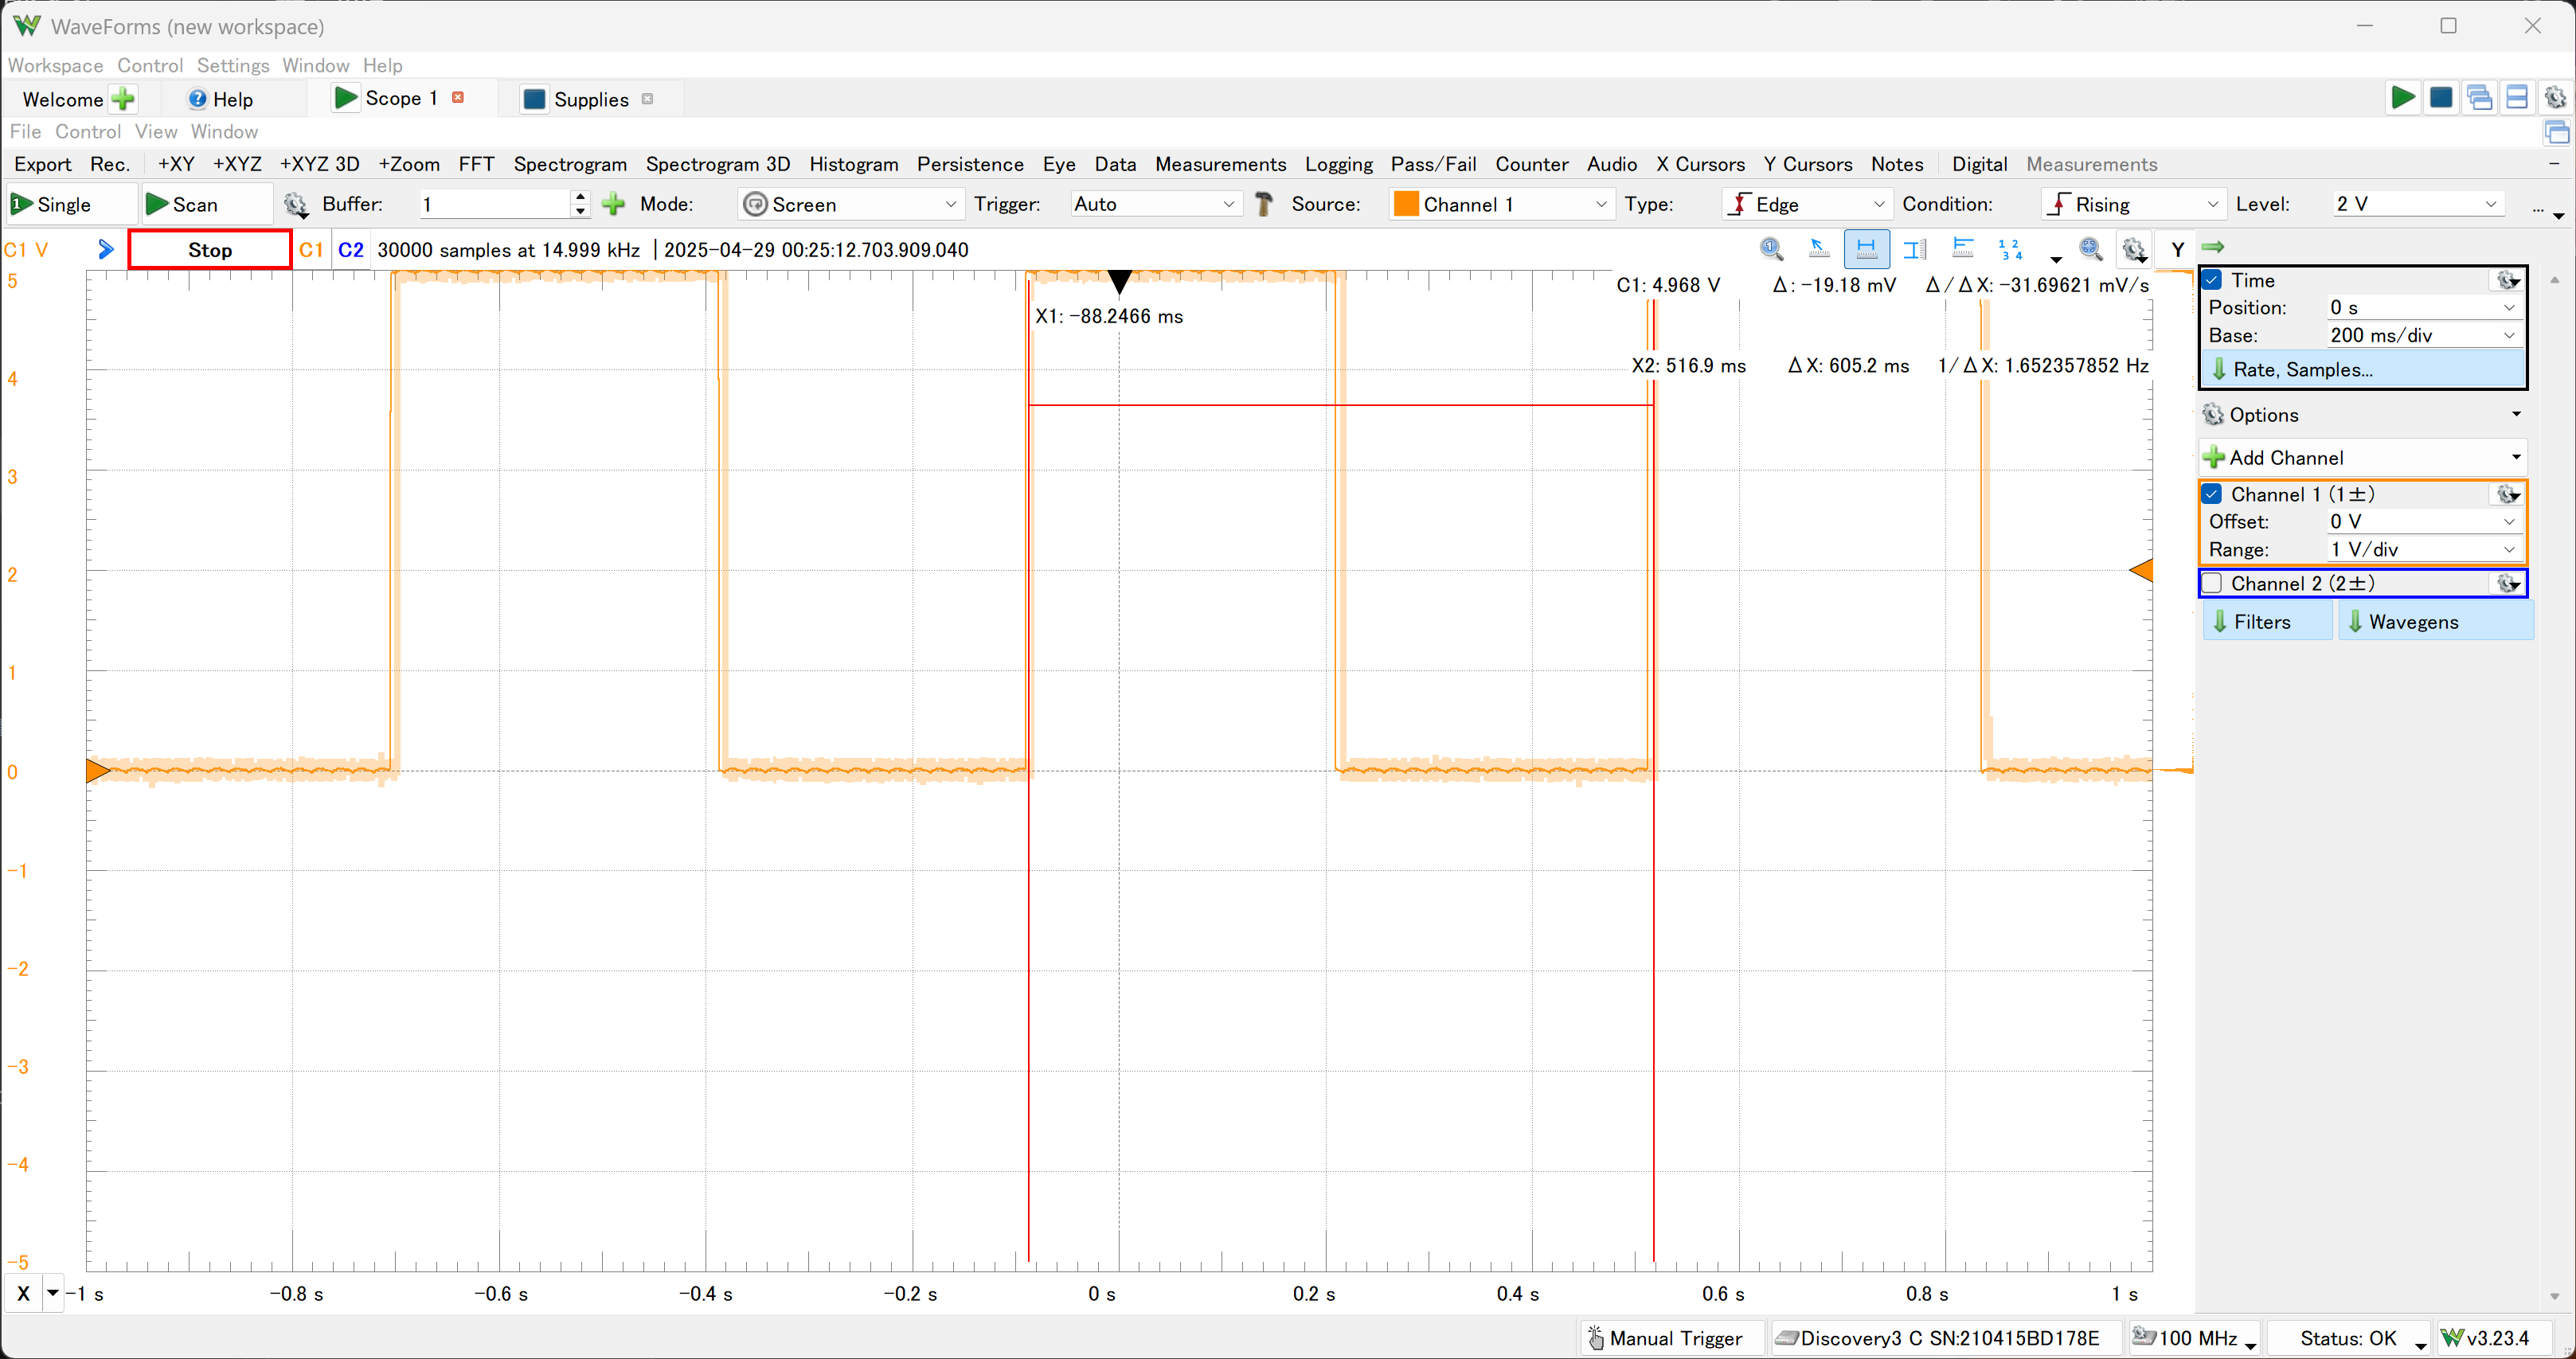 WaveForms (new workspace)
Workspace Control Settings Window Help
Welcome Help Scope 1 Supplies
File Control View Window
Export Rec. +XY +XYZ +XYZ 3D +Zoom FFT Spectrogram Spectrogram 3D Histogram Persistence Eye Data Measurements Logging Pass/Fail Counter Audio X Cursors Y Cursors Notes Digital Measurements
Single Scan Buffer: 1 Mode: Screen Trigger: Auto Source: Channel 1 Type: Edge Condition: Rising Level: 2 V ...
C1 V Stop C1 C2 30000 samples at 14.999 kHz | 2025-04-29 00:25:12.703.909.040 Y
C1: 4.968 V Δ: -19.18 mV Δ/ΔX: -31.69621 mV/s
X1: -88.2466 ms
X2: 516.9 ms ΔX: 605.2 ms 1/ΔX: 1.652357852 Hz
5
4
3
2
1
0
-1
-2
-3
-4
-5
X -1 s -0.8 s -0.6 s -0.4 s -0.2 s 0 s 0.2 s 0.4 s 0.6 s 0.8 s 1 s
Time
Position: 0 s
Base: 200 ms/div
Rate, Samples...
Options
Add Channel
Channel 1 (1±)
Offset: 0 V
Range: 1 V/div
Channel 2 (2±)
Filters Wavegens
Manual Trigger Discovery3 C SN:210415BD178E 100 MHz Status: OK v3.23.4